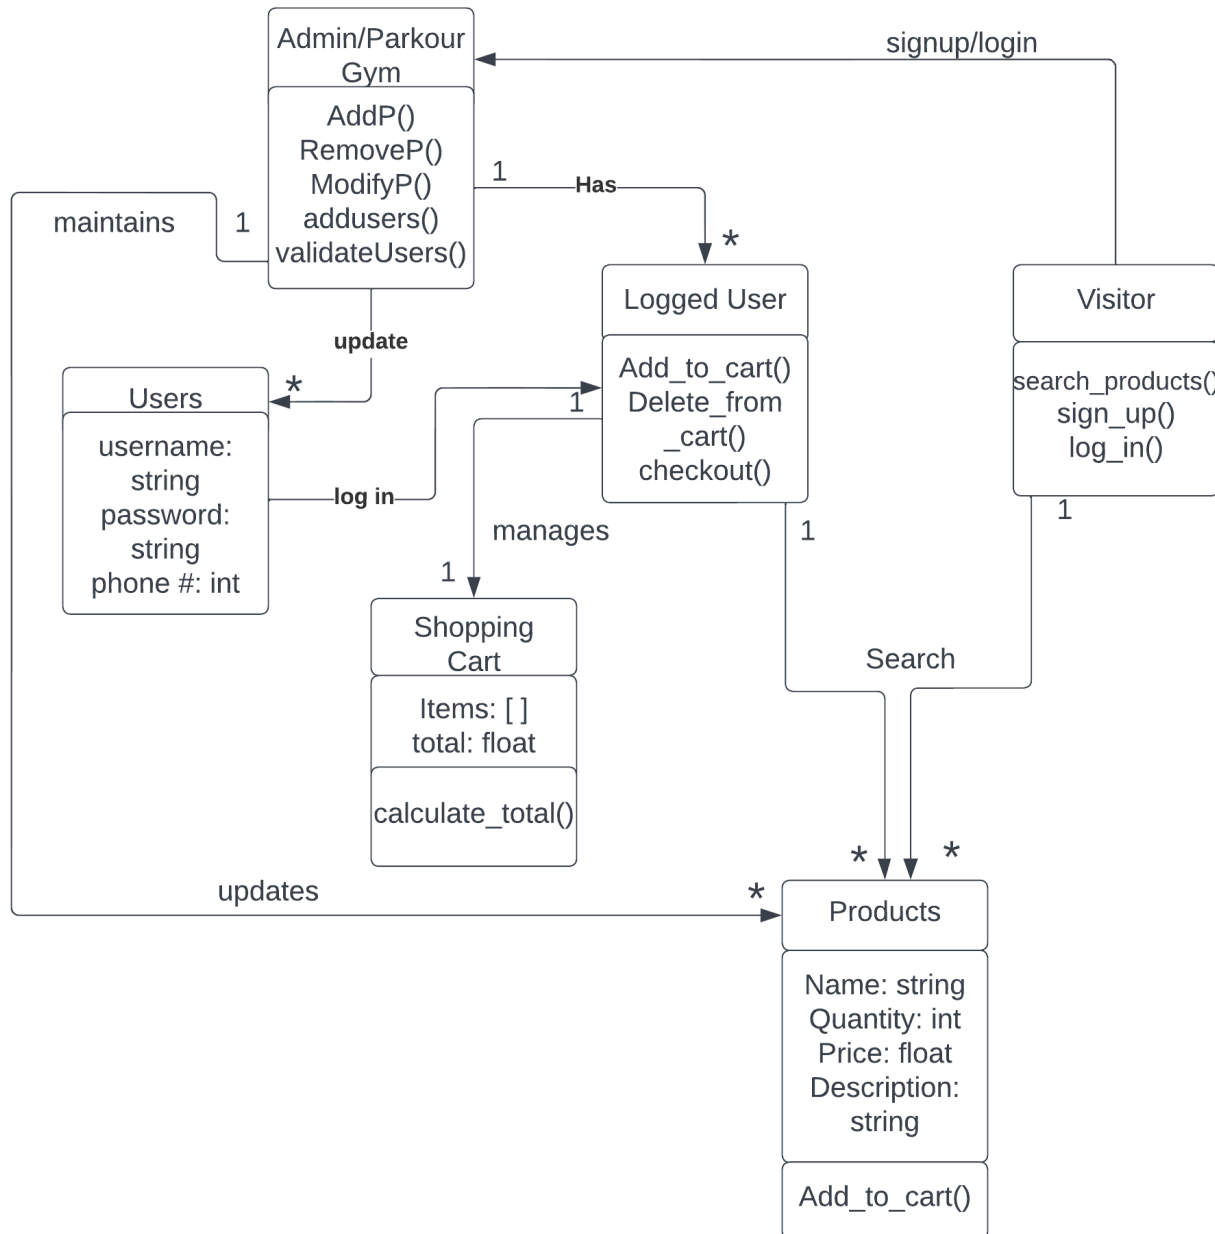 Admin/Parkour
Gym
AddP()
RemoveP()
ModifyP()
addusers()
validateUsers()
signup/login
maintains
1
1
Has
*
update
*
Users
username:
string
password:
string
phone #: int
log in
Logged User
Add_to_cart()
Delete_from
_cart()
checkout()
1
manages
1
Visitor
search_products()
sign_up()
log_in()
1
1
Search
Shopping
Cart
Items: [ ]
total: float
calculate_total()
updates
*
*
*
Products
Name: string
Quantity: int
Price: float
Description:
string
Add_to_cart()